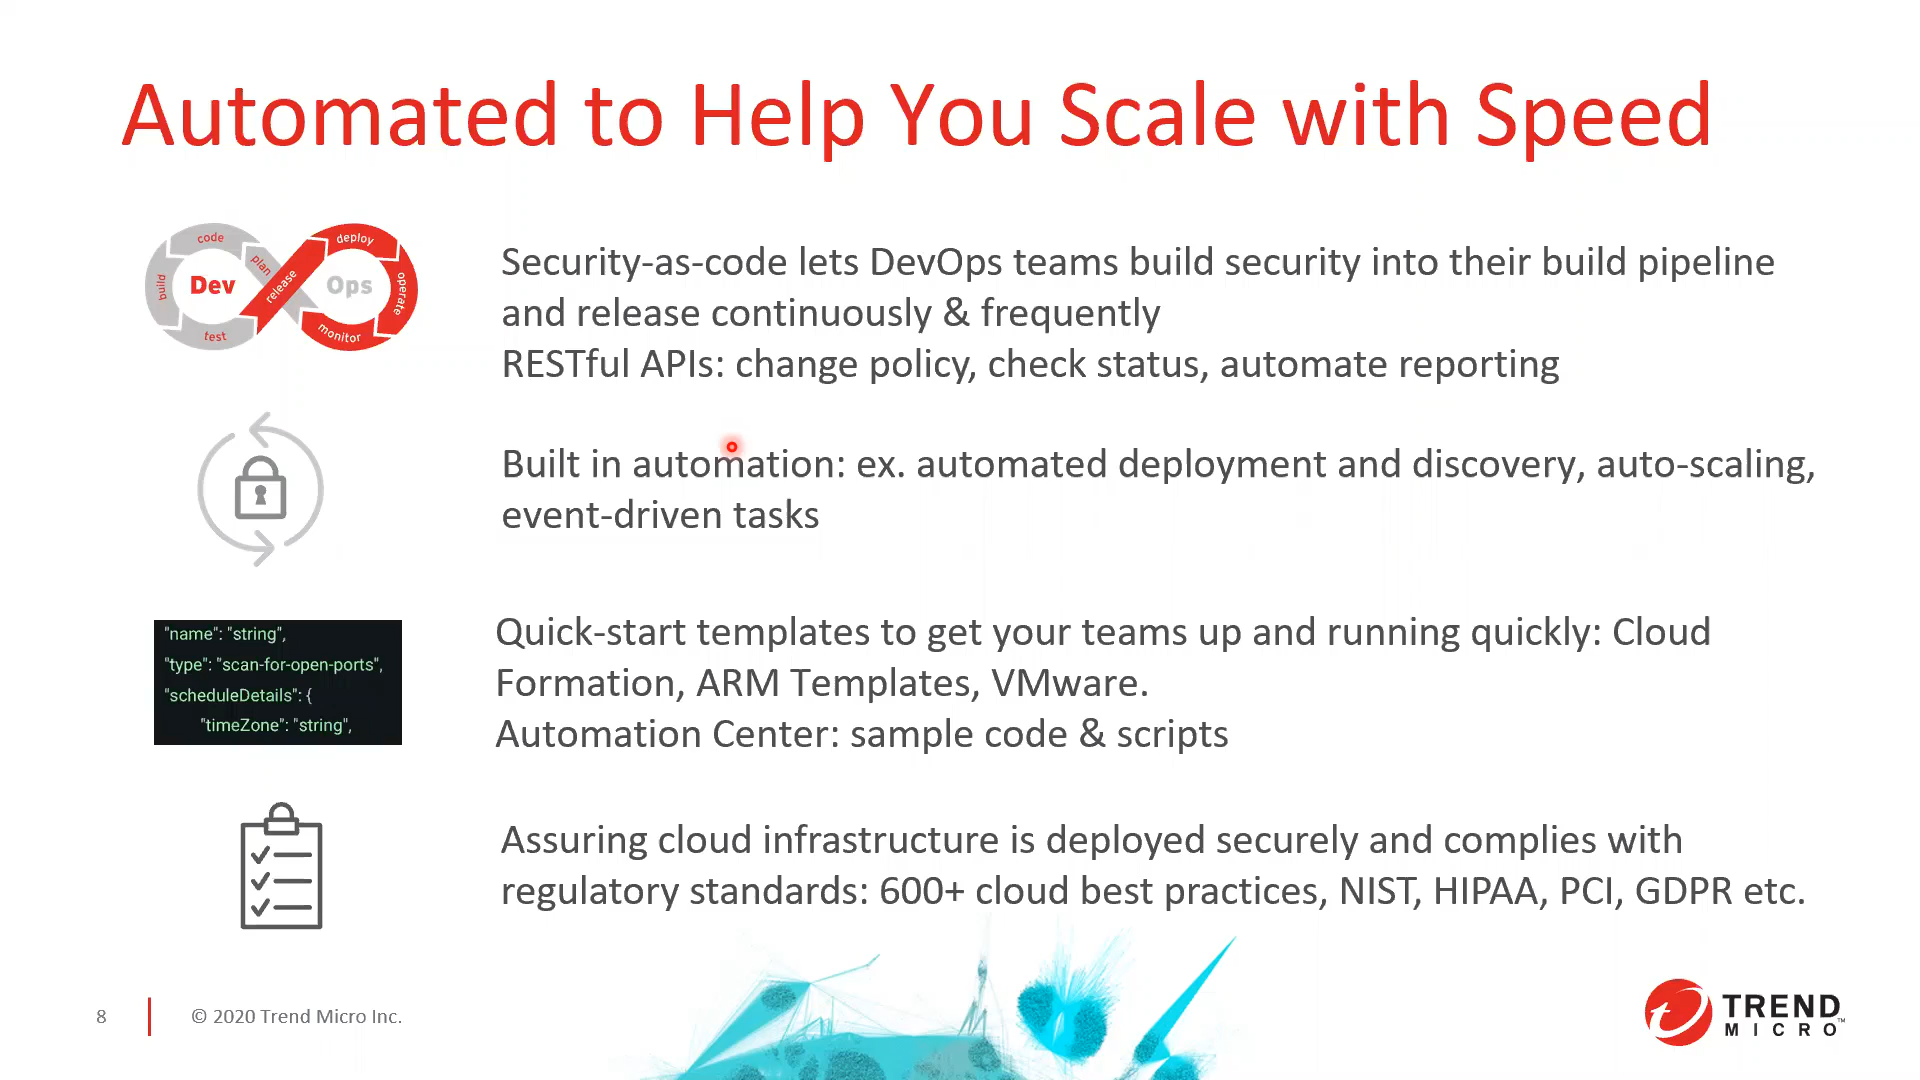 Automated to Help You Scale with Speed
code
build
Dev
test
plan
release
deploy
Ops
operate
monitor
Security-as-code lets DevOps teams build security into their build pipeline
and release continuously & frequently
RESTful APIs: change policy, check status, automate reporting
Built in automation: ex. automated deployment and discovery, auto-scaling,
event-driven tasks
"name": "string",
"type": "scan-for-open-ports",
"scheduleDetails": {
"timeZone": "string",
Quick-start templates to get your teams up and running quickly: Cloud
Formation, ARM Templates, VMware.
Automation Center: sample code & scripts
Assuring cloud infrastructure is deployed securely and complies with
regulatory standards: 600+ cloud best practices, NIST, HIPAA, PCI, GDPR etc.
8
© 2020 Trend Micro Inc.
TREND
MICRO™